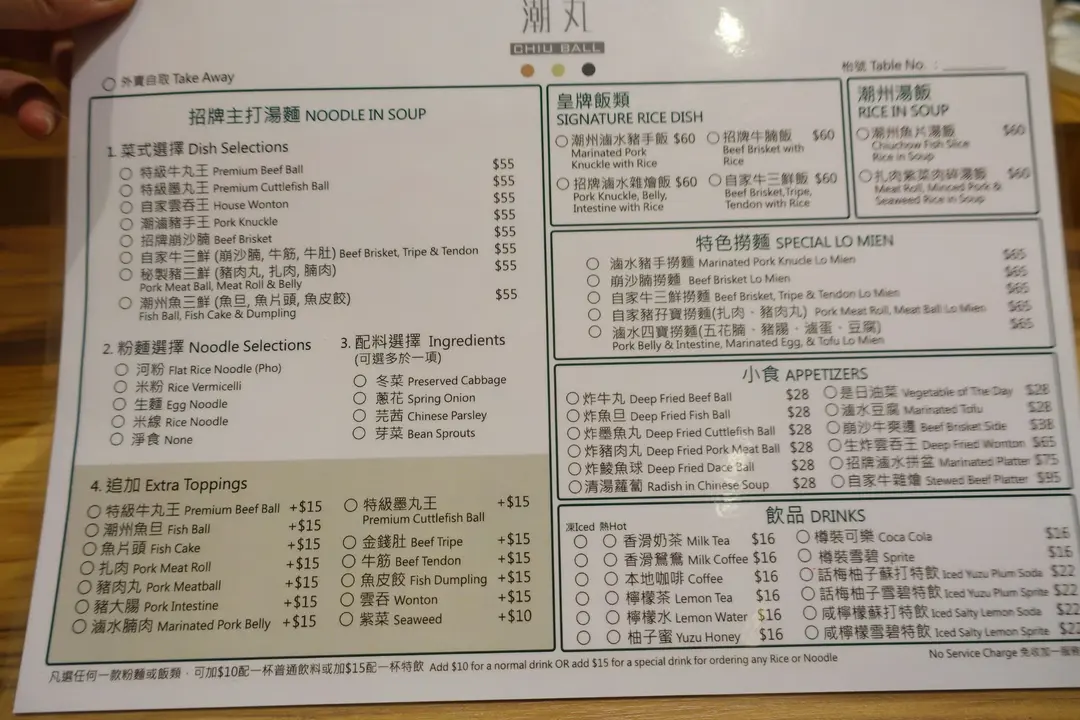 潮丸
CHIU BALL
外賣自取 Take Away
枱號 Table No. :
招牌主打湯麵 NOODLE IN SOUP
1. 菜式選擇 Dish Selections
特級牛丸王 Premium Beef Ball $55
特級墨丸王 Premium Cuttlefish Ball $55
自家雲吞王 House Wonton $55
潮滷豬手王 Pork Knuckle $55
招牌崩沙腩 Beef Brisket $55
自家牛三鮮 (崩沙腩, 牛筋, 牛肚) Beef Brisket, Tripe & Tendon $55
秘製豬三鮮 (豬肉丸, 扎肉, 腩肉) $55
Pork Meat Ball, Meat Roll & Belly
潮州魚三鮮 (魚旦, 魚片頭, 魚皮餃) $55
Fish Ball, Fish Cake & Dumpling
2. 粉麵選擇 Noodle Selections
河粉 Flat Rice Noodle (Pho)
米粉 Rice Vermicelli
生麵 Egg Noodle
米線 Rice Noodle
淨食 None
3. 配料選擇 Ingredients
(可選多於一項)
冬菜 Preserved Cabbage
蔥花 Spring Onion
芫茜 Chinese Parsley
芽菜 Bean Sprouts
4. 追加 Extra Toppings
特級牛丸王 Premium Beef Ball +$15
潮州魚旦 Fish Ball +$15
魚片頭 Fish Cake +$15
扎肉 Pork Meat Roll +$15
豬肉丸 Pork Meatball +$15
豬大腸 Pork Intestine +$15
滷水腩肉 Marinated Pork Belly +$15
特級墨丸王 +$15
Premium Cuttlefish Ball
金錢肚 Beef Tripe +$15
牛筋 Beef Tendon +$15
魚皮餃 Fish Dumpling +$15
雲吞 Wonton +$15
紫菜 Seaweed +$10
皇牌飯類
SIGNATURE RICE DISH
潮州滷水豬手飯 $60
Marinated Pork
Knuckle with Rice
招牌牛腩飯 $60
Beef Brisket with
Rice
招牌滷水雜燴飯 $60
Pork Knuckle, Belly,
Intestine with Rice
自家牛三鮮飯 $60
Beef Brisket,Tripe,
Tendon with Rice
潮州湯飯
RICE IN SOUP
潮州魚片湯飯 $60
Chiuchow Fish Slice
Rice in Soup
扎肉紫菜肉碎湯飯 $60
Meat Roll, Minced Pork &
Seaweed Rice in Soup
特色撈麵 SPECIAL LO MIEN
滷水豬手撈麵 Marinated Pork Knucle Lo Mien $65
崩沙腩撈麵 Beef Brisket Lo Mien $65
自家牛三鮮撈麵 Beef Brisket, Tripe & Tendon Lo Mien $65
自家豬孖寶撈麵(扎肉、豬肉丸) Pork Meat Roll, Meat Ball Lo Mien $65
滷水四寶撈麵(五花腩、豬腸、滷蛋、豆腐) $65
Pork Belly & Intestine, Marinated Egg, & Tofu Lo Mien
小食 APPETIZERS
炸牛丸 Deep Fried Beef Ball $28
炸魚旦 Deep Fried Fish Ball $28
炸墨魚丸 Deep Fried Cuttlefish Ball $28
炸豬肉丸 Deep Fried Pork Meat Ball $28
炸鯪魚球 Deep Fried Dace Ball $28
清湯蘿蔔 Radish in Chinese Soup $28
是日油菜 Vegetable of The Day $28
滷水豆腐 Marinated Tofu $28
崩沙牛爽邊 Beef Brisket Side $38
生炸雲吞王 Deep Fried Wonton $65
招牌滷水拼盆 Marinated Platter $75
自家牛雜燴 Stewed Beef Platter $95
飲品 DRINKS
凍Iced 熱Hot
香滑奶茶 Milk Tea $16
香滑鴛鴦 Milk Coffee $16
本地咖啡 Coffee $16
檸檬茶 Lemon Tea $16
檸檬水 Lemon Water $16
柚子蜜 Yuzu Honey $16
樽裝可樂 Coca Cola $16
樽裝雪碧 Sprite $16
話梅柚子蘇打特飲 Iced Yuzu Plum Soda $22
話梅柚子雪碧特飲 Iced Yuzu Plum Sprite $22
咸檸檬蘇打特飲 Iced Salty Lemon Soda $22
咸檸檬雪碧特飲 Iced Salty Lemon Sprite $22
凡選任何一款粉麵或飯類，可加$10配一杯普通飲料或加$15配一杯特飲 Add $10 for a normal drink OR add $15 for a special drink for ordering any Rice or Noodle
No Service Charge 免收加一服務